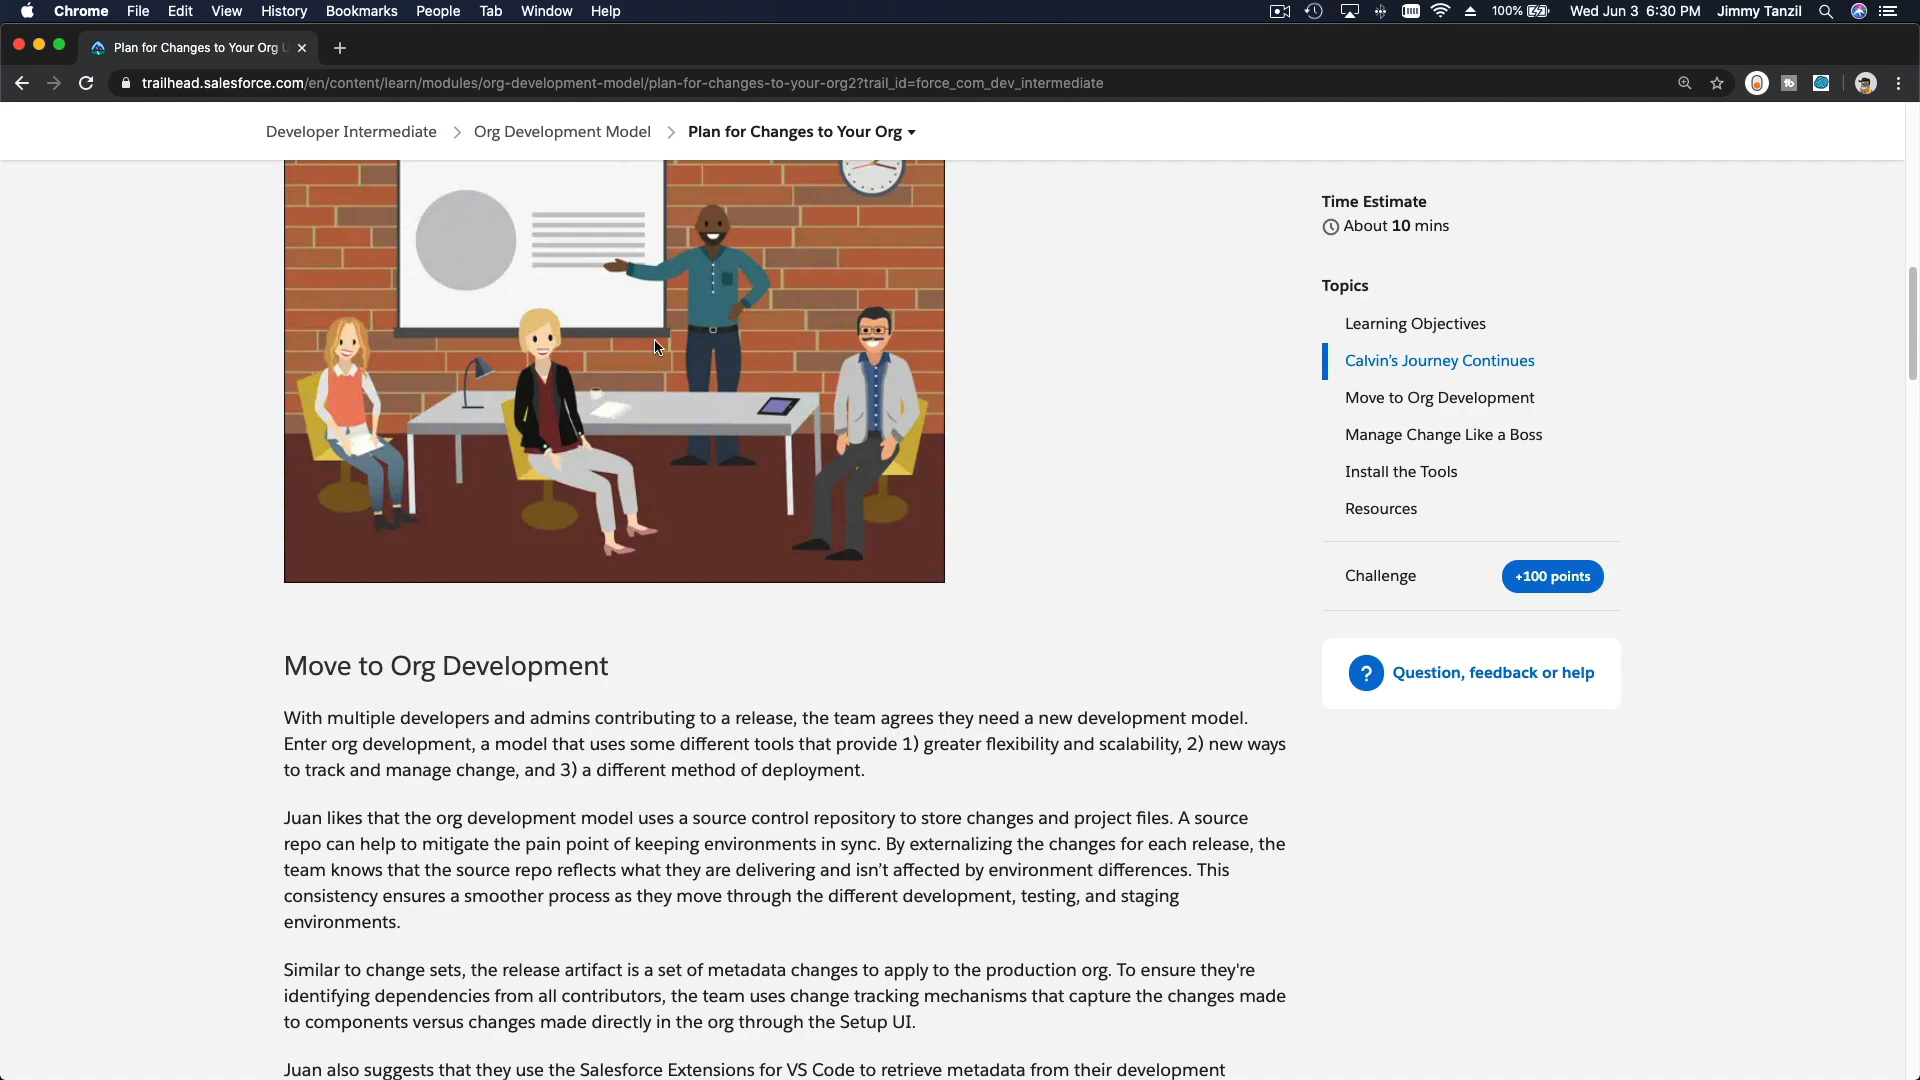 Chrome File Edit View History Bookmarks People Tab Window Help
100% Wed Jun 3 6:30 PM Jimmy Tanzil
Plan for Changes to Your Org U
trailhead.salesforce.com/en/content/learn/modules/org-development-model/plan-for-changes-to-your-org2?trail_id=force_com_dev_intermediate
Developer Intermediate > Org Development Model > Plan for Changes to Your Org
Time Estimate
About 10 mins
Topics
Learning Objectives
Calvin’s Journey Continues
Move to Org Development
Manage Change Like a Boss
Install the Tools
Resources
Challenge +100 points
? Question, feedback or help
Move to Org Development
With multiple developers and admins contributing to a release, the team agrees they need a new development model.
Enter org development, a model that uses some different tools that provide 1) greater flexibility and scalability, 2) new ways
to track and manage change, and 3) a different method of deployment.
Juan likes that the org development model uses a source control repository to store changes and project files. A source
repo can help to mitigate the pain point of keeping environments in sync. By externalizing the changes for each release, the
team knows that the source repo reflects what they are delivering and isn’t affected by environment differences. This
consistency ensures a smoother process as they move through the different development, testing, and staging
environments.
Similar to change sets, the release artifact is a set of metadata changes to apply to the production org. To ensure they're
identifying dependencies from all contributors, the team uses change tracking mechanisms that capture the changes made
to components versus changes made directly in the org through the Setup UI.
Juan also suggests that they use the Salesforce Extensions for VS Code to retrieve metadata from their development